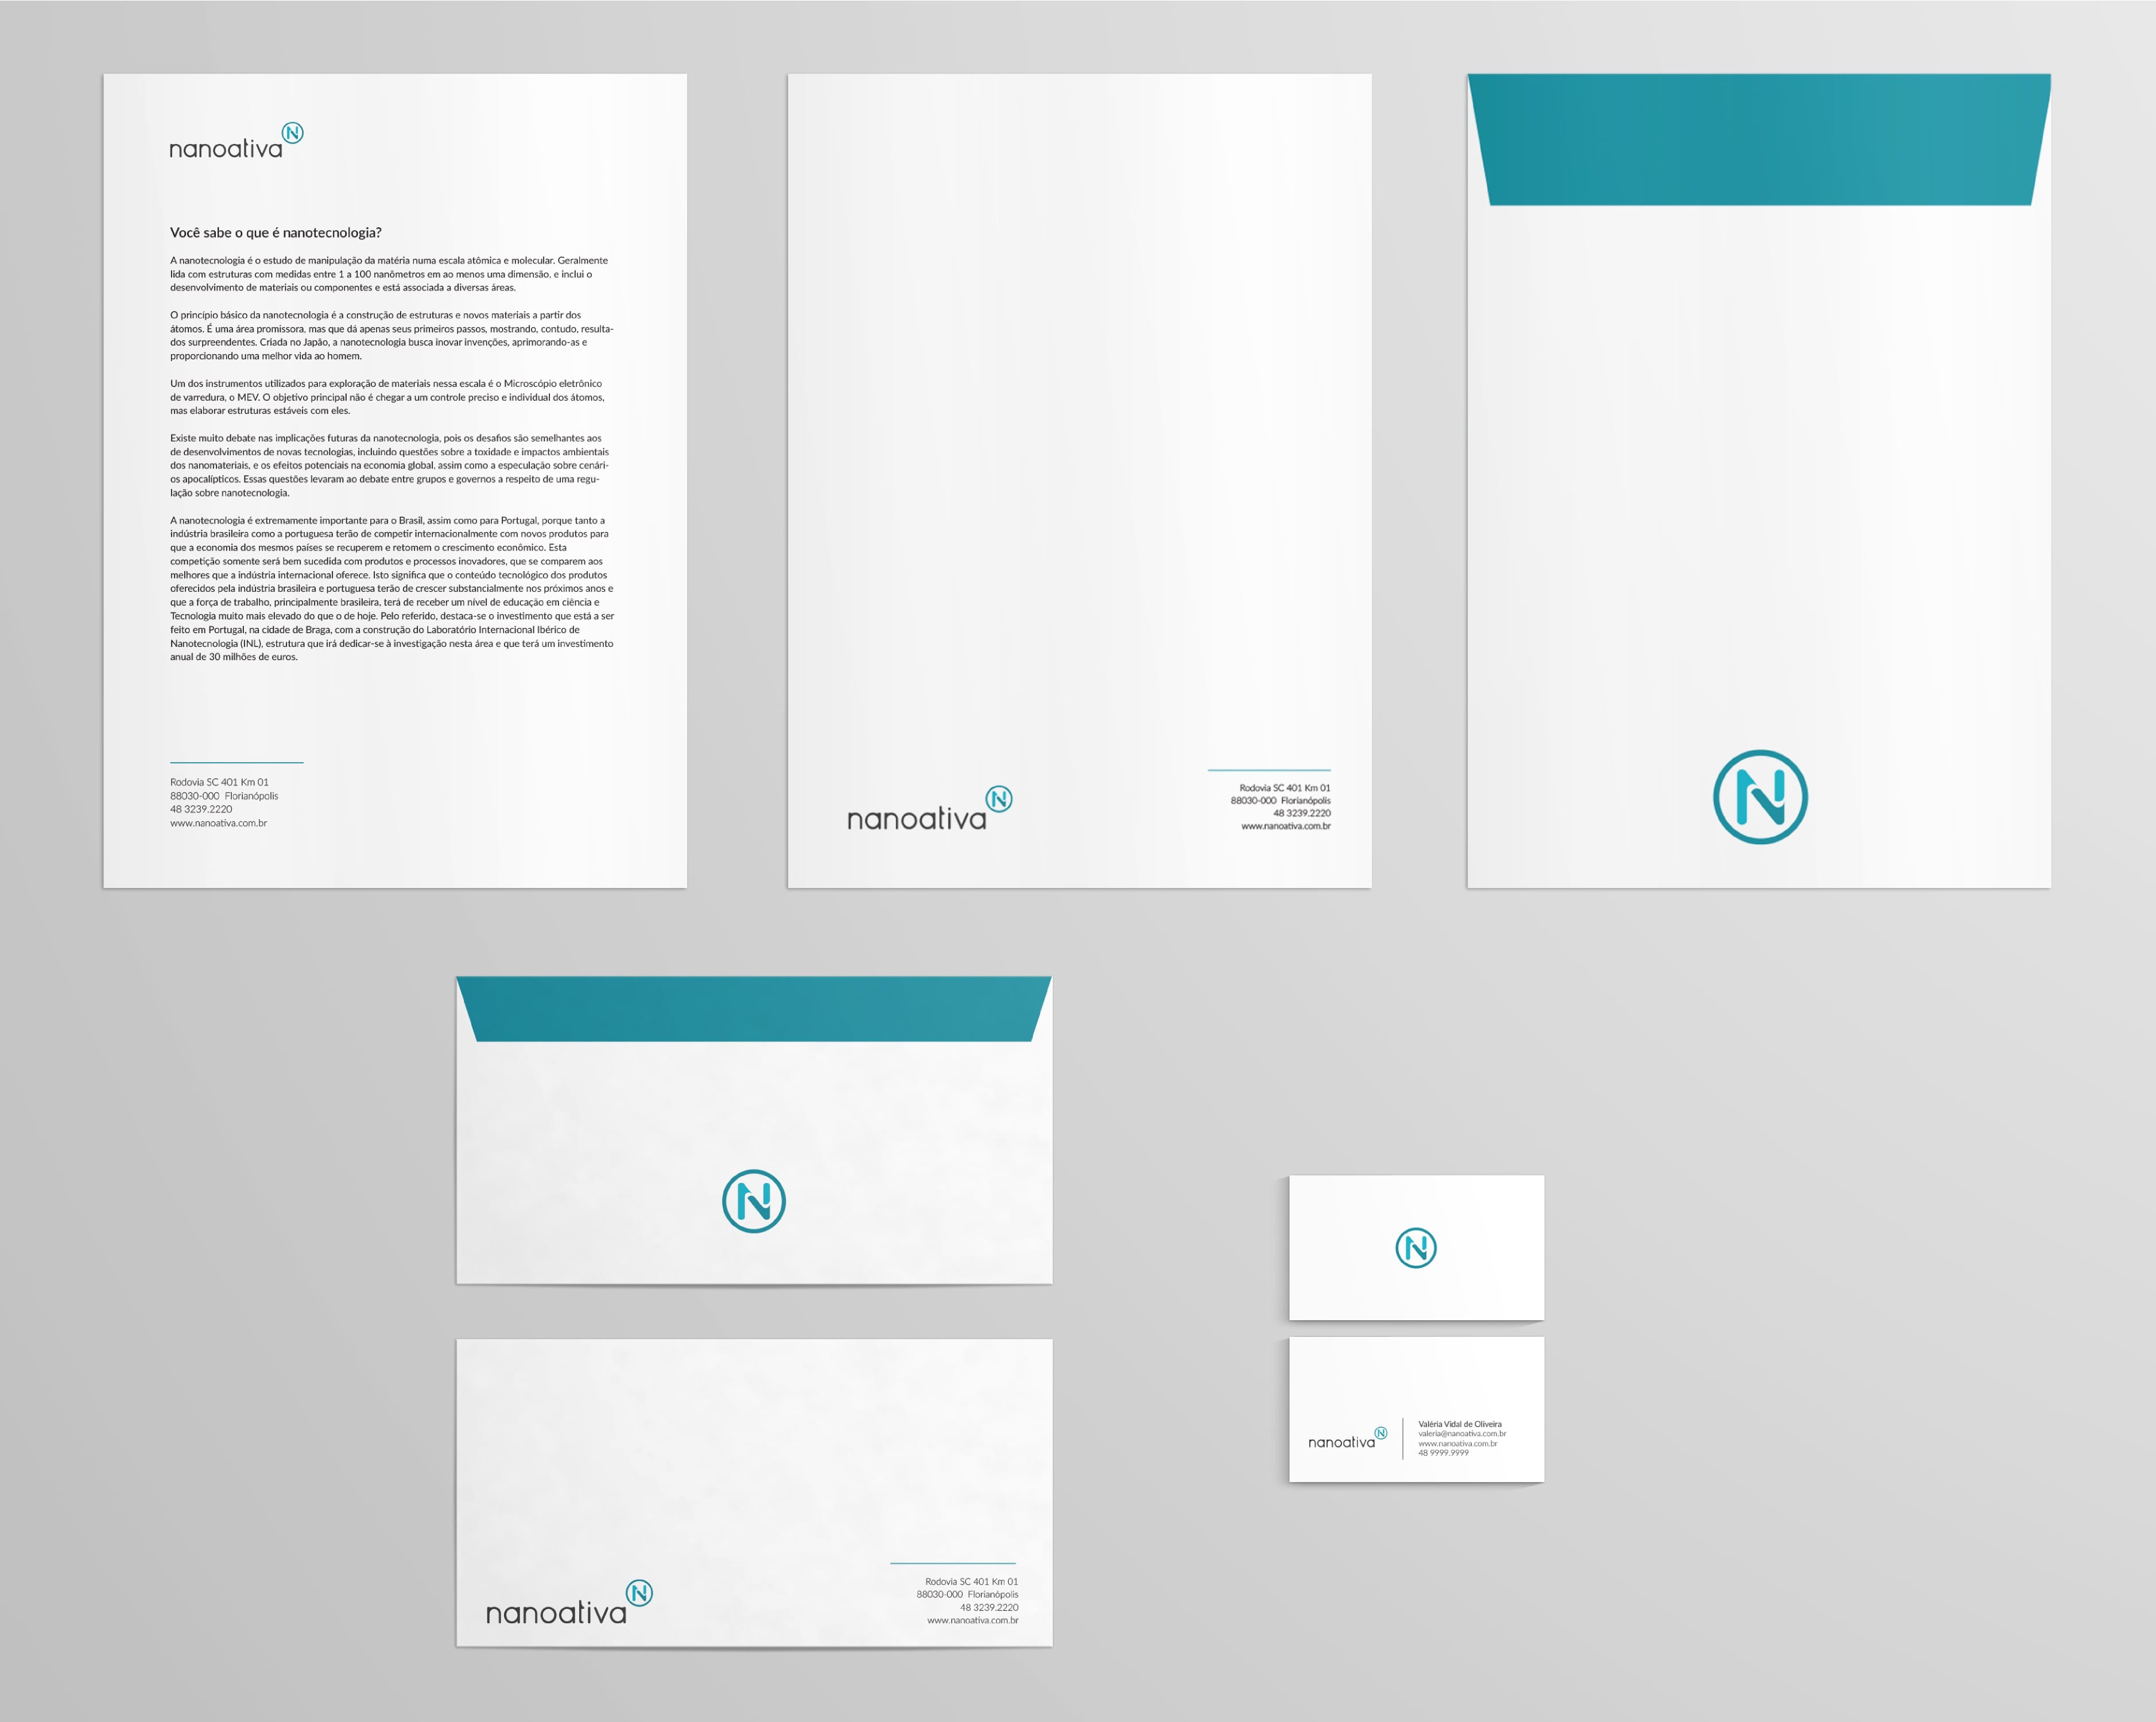 nanoativa N
Você sabe o que é nanotecnologia?
A nanotecnologia é o estudo de manipulação da matéria numa escala atômica e molecular. Geralmente
lida com estruturas com medidas entre 1 a 100 nanômetros em ao menos uma dimensão, e inclui o
desenvolvimento de materiais ou componentes e está associada a diversas áreas.
O princípio básico da nanotecnologia é a construção de estruturas e novos materiais a partir dos
átomos. É uma área promissora, mas que dá apenas seus primeiros passos, mostrando, contudo, resulta-
dos surpreendentes. Criada no Japão, a nanotecnologia busca inovar invenções, aprimorando-as e
proporcionando uma melhor vida ao homem.
Um dos instrumentos utilizados para exploração de materiais nessa escala é o Microscópio eletrônico
de varredura, o MEV. O objetivo principal não é chegar a um controle preciso e individual dos átomos,
mas elaborar estruturas estáveis com eles.
Existe muito debate nas implicações futuras da nanotecnologia, pois os desafios são semelhantes aos
de desenvolvimentos de novas tecnologias, incluindo questões sobre a toxidade e impactos ambientais
dos nanomateriais, e os efeitos potenciais na economia global, assim como a especulação sobre cenári-
os apocalípticos. Essas questões levaram ao debate entre grupos e governos a respeito de uma regu-
lação sobre nanotecnologia.
A nanotecnologia é extremamente importante para o Brasil, assim como para Portugal, porque tanto a
indústria brasileira como a portuguesa terão de competir internacionalmente com novos produtos para
que a economia dos mesmos países se recuperem e retomem o crescimento econômico. Esta
competição somente será bem sucedida com produtos e processos inovadores, que se comparem aos
melhores que a indústria internacional oferece. Isto significa que o conteúdo tecnológico dos produtos
oferecidos pela indústria brasileira e portuguesa terão de crescer substancialmente nos próximos anos e
que a força de trabalho, principalmente brasileira, terá de receber um nível de educação em ciência e
Tecnologia muito mais elevado do que o de hoje. Pelo referido, destaca-se o investimento que está a ser
feito em Portugal, na cidade de Braga, com a construção do Laboratório Internacional Ibérico de
Nanotecnologia (INL), estrutura que irá dedicar-se à investigação nesta área e que terá um investimento
anual de 30 milhões de euros.
Rodovia SC 401 Km 01
88030-000 Florianópolis
48 3239.2220
www.nanoativa.com.br
nanoativa N
Rodovia SC 401 Km 01
88030-000 Florianópolis
48 3239.2220
www.nanoativa.com.br
N
N
nanoativa N
Rodovia SC 401 Km 01
88030-000 Florianópolis
48 3239.2220
www.nanoativa.com.br
N
nanoativa N
Valéria Vidal de Oliveira
valeria@nanoativa.com.br
www.nanoativa.com.br
48 9999.9999